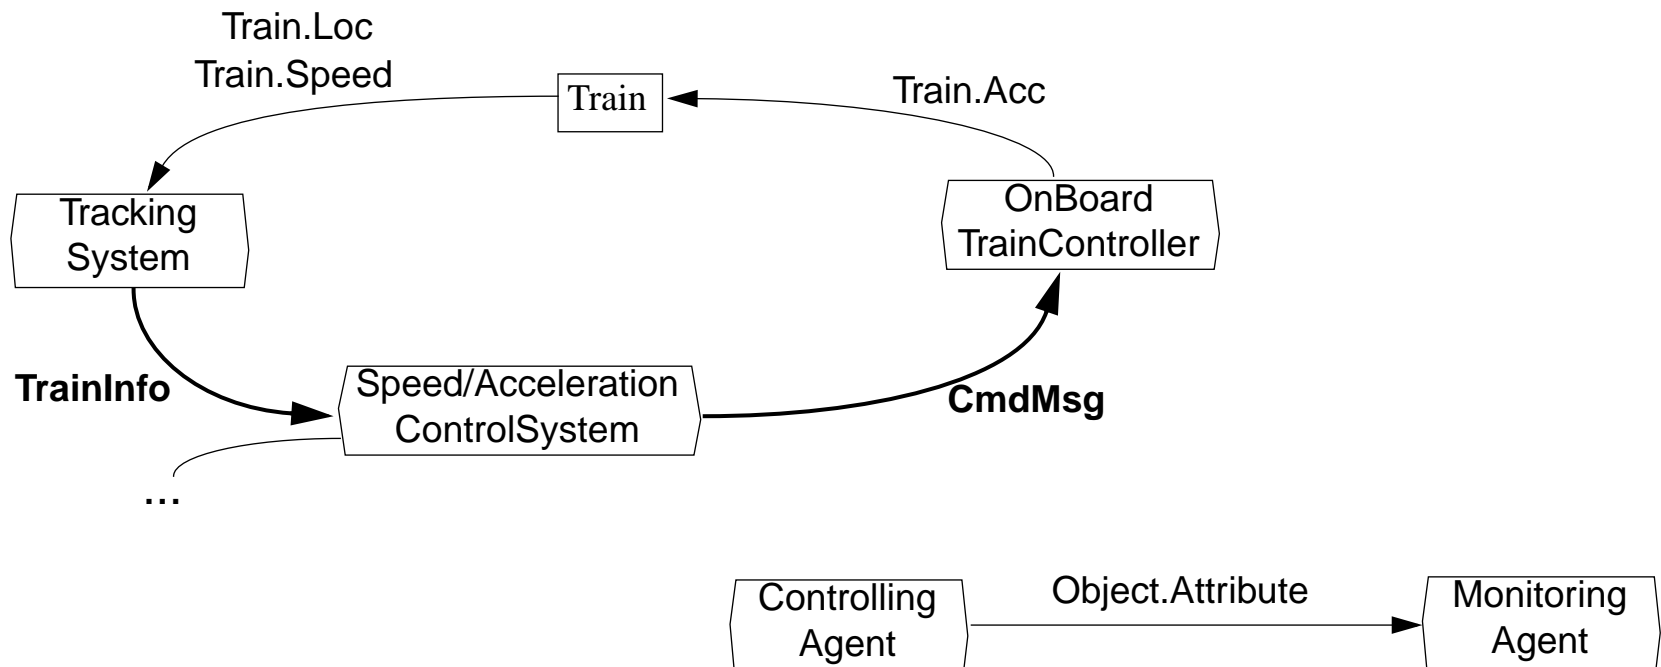 Train.Loc
Train.Speed
Train
Train.Acc
Tracking
System
OnBoard
TrainController
TrainInfo
Speed/Acceleration
ControlSystem
CmdMsg
...
Controlling
Agent
Object.Attribute
Monitoring
Agent